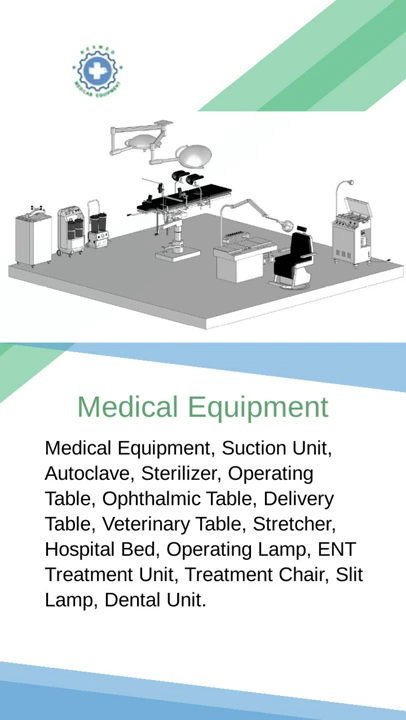 Medical Equipment
Medical Equipment, Suction Unit,
Autoclave, Sterilizer, Operating
Table, Ophthalmic Table, Delivery
Table, Veterinary Table, Stretcher,
Hospital Bed, Operating Lamp, ENT
Treatment Unit, Treatment Chair, Slit
Lamp, Dental Unit.